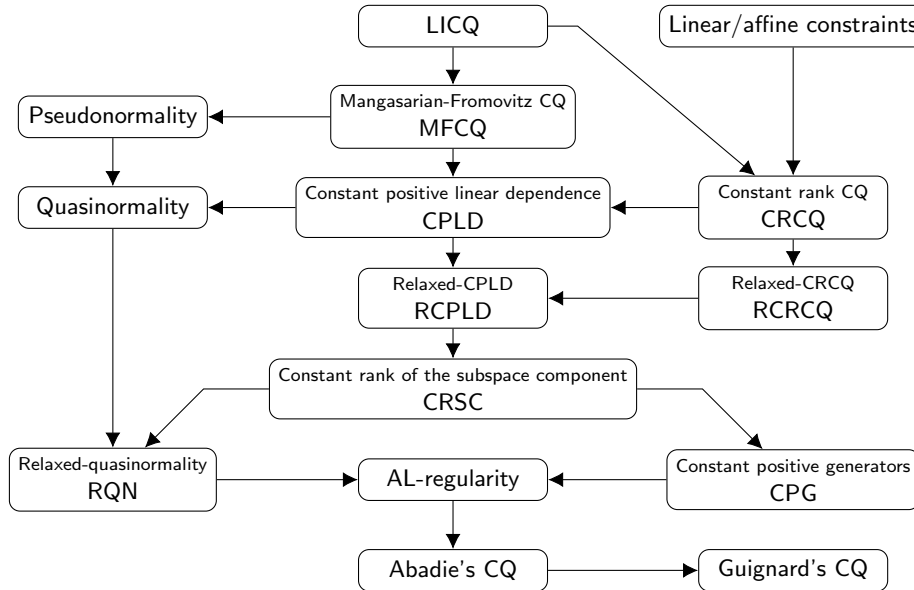 LICQ
Linear/affine constraints
Mangasarian-Fromovitz CQ
MFCQ
Pseudonormality
Constant positive linear dependence
CPLD
Quasinormality
Constant rank CQ
CRCQ
Relaxed-CPLD
RCPLD
Relaxed-CRCQ
RCRCQ
Constant rank of the subspace component
CRSC
Relaxed-quasinormality
RQN
AL-regularity
Constant positive generators
CPG
Abadie's CQ
Guignard's CQ